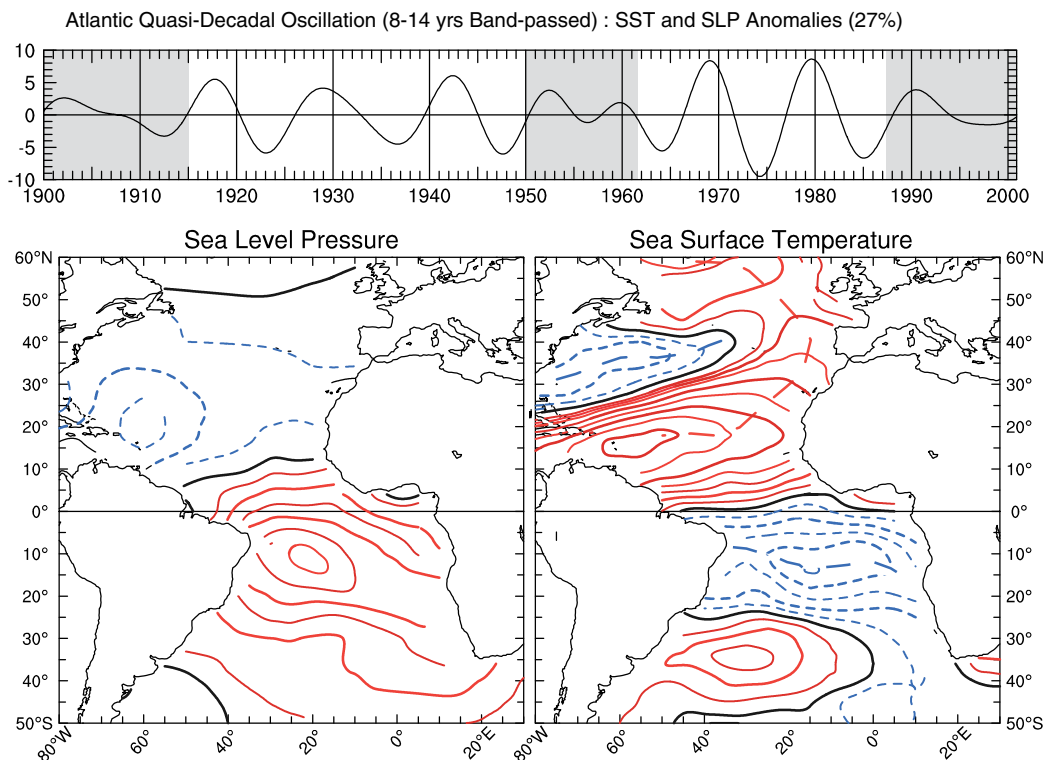 Atlantic Quasi-Decadal Oscillation (8-14 yrs Band-passed) : SST and SLP Anomalies (27%)
10
5
0
-5
-10
1900 1910 1920 1930 1940 1950 1960 1970 1980 1990 2000
Sea Level Pressure Sea Surface Temperature
60°N 60°N
50° 50°
40° 40°
30° 30°
20° 20°
10° 10°
0° 0°
10° 10°
20° 20°
30° 30°
40° 40°
50°S 50°S
80°W 60° 40° 20° 0° 20°E 80°W 60° 40° 20° 0° 20°E